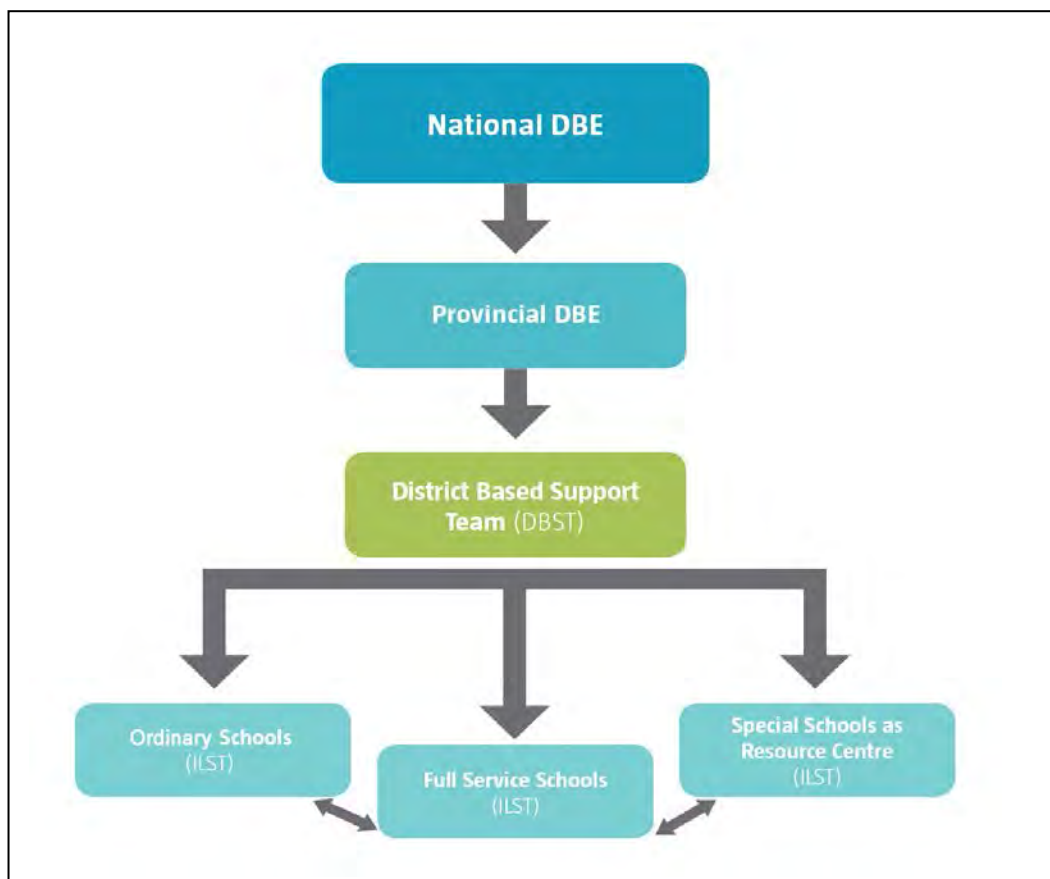 National DBE
Provincial DBE
District Based Support
Team (DBST)
Ordinary Schools
(ILST)
Full Service Schools
(ILST)
Special Schools as
Resource Centre
(ILST)